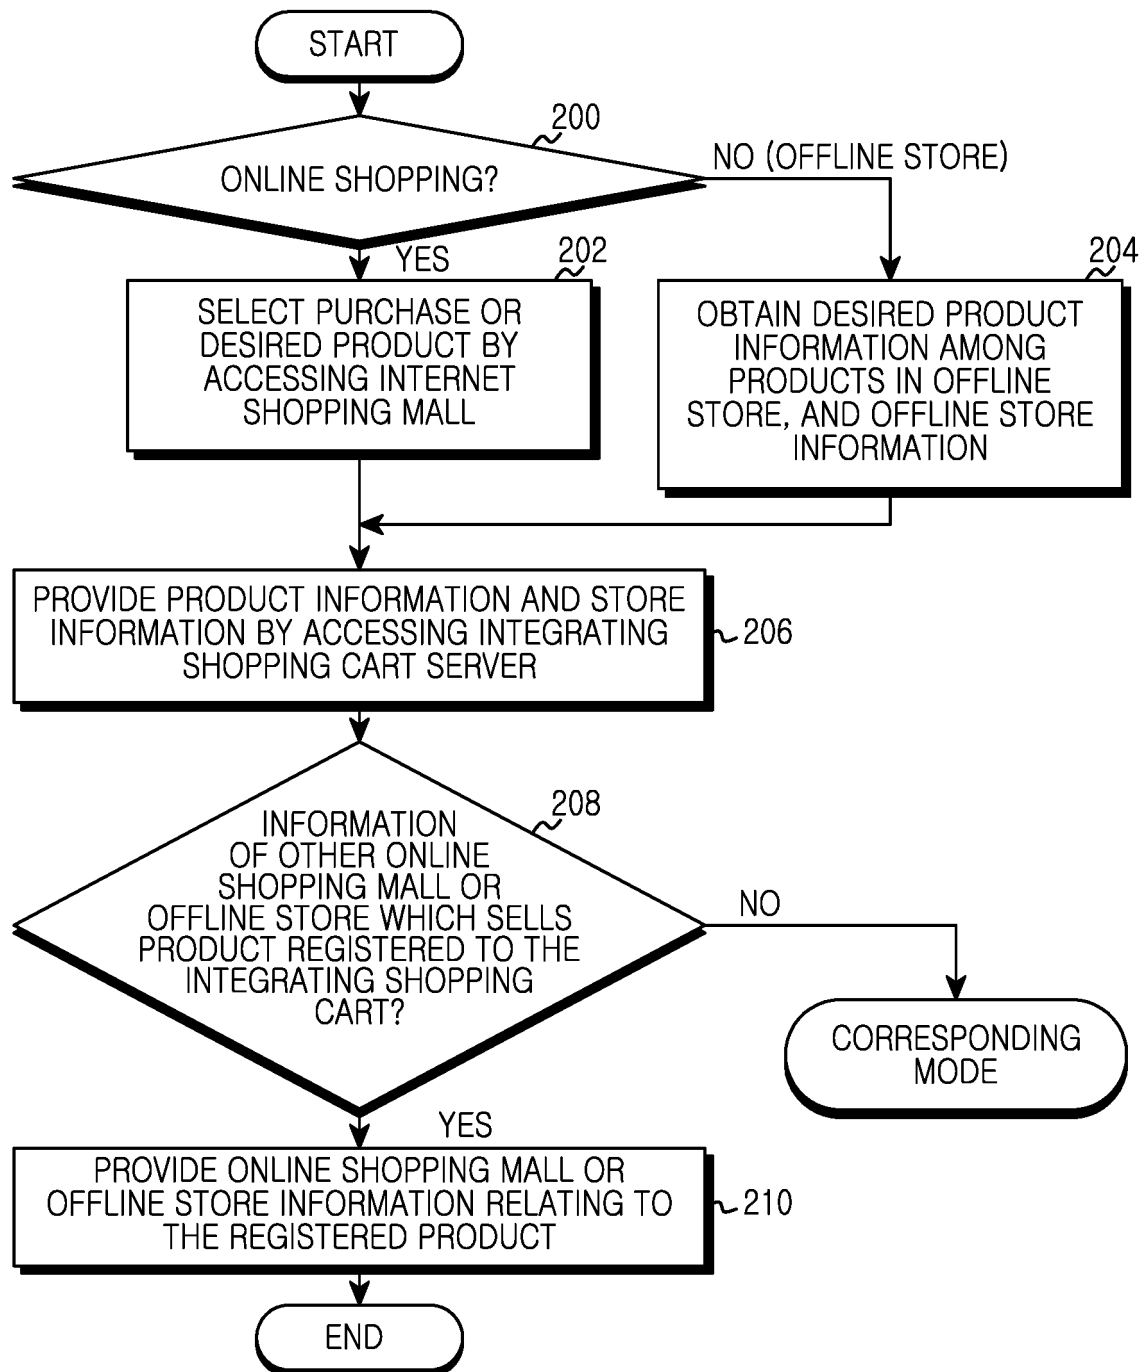 START
200
ONLINE SHOPPING?
NO (OFFLINE STORE)
YES
202
SELECT PURCHASE OR
DESIRED PRODUCT BY
ACCESSING INTERNET
SHOPPING MALL
204
OBTAIN DESIRED PRODUCT
INFORMATION AMONG
PRODUCTS IN OFFLINE
STORE, AND OFFLINE STORE
INFORMATION
PROVIDE PRODUCT INFORMATION AND STORE
INFORMATION BY ACCESSING INTEGRATING
SHOPPING CART SERVER
206
208
INFORMATION
OF OTHER ONLINE
SHOPPING MALL OR
OFFLINE STORE WHICH SELLS
PRODUCT REGISTERED TO THE
INTEGRATING SHOPPING
CART?
NO
CORRESPONDING
MODE
YES
PROVIDE ONLINE SHOPPING MALL OR
OFFLINE STORE INFORMATION RELATING TO
THE REGISTERED PRODUCT
210
END